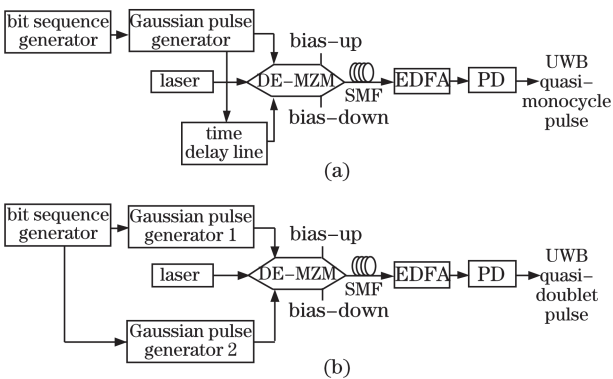 bit sequence
generator
Gaussian pulse
generator
bias-up
laser
DE-MZM
SMF
EDFA
PD
UWB
quasi-
monocycle
pulse
bias-down
time
delay line
(a)
bit sequence
generator
Gaussian pulse
generator 1
bias-up
laser
DE-MZM
SMF
EDFA
PD
UWB
quasi-
doublet
pulse
bias-down
Gaussian pulse
generator 2
(b)